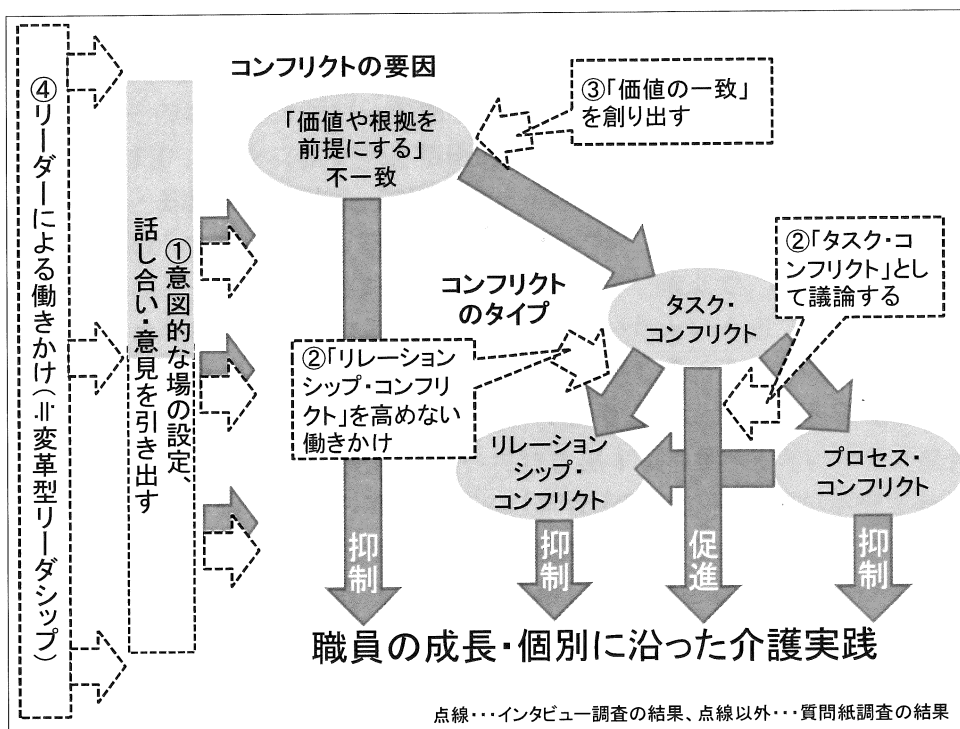 ④リーダーによる働きかけ(≒変革型リーダシップ)
①意図的な場の設定、
話し合い・意見を引き出す
コンフリクトの要因
「価値や根拠を
前提にする」
不一致
③「価値の一致」
を創り出す
コンフリクト
のタイプ
タスク・
コンフリクト
②「タスク・コ
ンフリクト」とし
て議論する
②「リレーション
シップ・コンフリ
クト」を高めない
働きかけ
リレーション
シップ・
コンフリクト
プロセス・
コンフリクト
抑制
抑制
促進
抑制
職員の成長・個別に沿った介護実践
点線・・・インタビュー調査の結果、点線以外・・・質問紙調査の結果